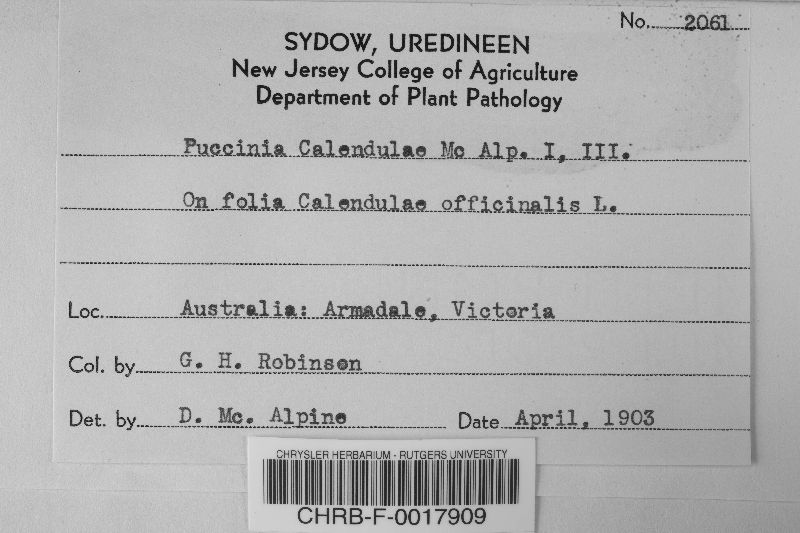 No. 2061
SYDOW, UREDINEEN
New Jersey College of Agriculture
Department of Plant Pathology
Puccinia Calendulae Mc Alp. I, III.
On folia Calendulae officinalis L.
Loc. Australia: Armadale, Victoria
Col. by G. H. Robinson
Det. by D. Mc. Alpine Date April, 1903
CHRYSLER HERBARIUM - RUTGERS UNIVERSITY
CHRB-F-0017909